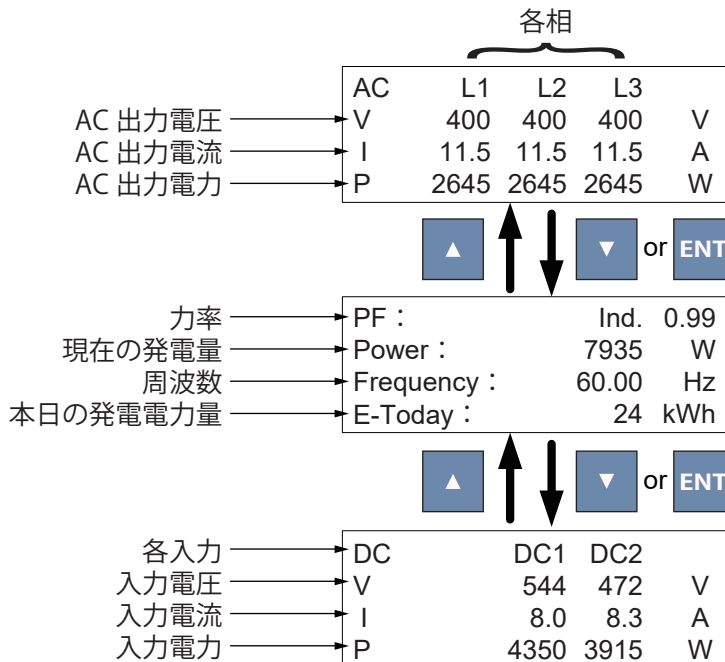 各相
AC L1 L2 L3
AC 出力電圧 V 400 400 400 V
AC 出力電流 I 11.5 11.5 11.5 A
AC 出力電力 P 2645 2645 2645 W
▲ ▼ or ENT
力率 PF： Ind. 0.99
現在の発電量 Power： 7935 W
周波数 Frequency： 60.00 Hz
本日の発電電力量 E-Today： 24 kWh
▲ ▼ or ENT
各入力 DC DC1 DC2
入力電圧 V 544 472 V
入力電流 I 8.0 8.3 A
入力電力 P 4350 3915 W